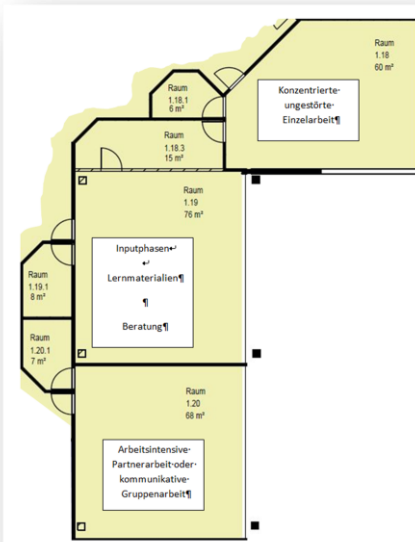 Raum
1.18
60 m²
Konzentrierte·
ungestörte·
Einzelarbeit¶
Raum
1.18.1
6 m²
Raum
1.18.3
15 m²
Raum
1.19
76 m²
Inputphasen↵
↵
Lernmaterialien¶
¶
Beratung¶
Raum
1.19.1
8 m²
Raum
1.20.1
7 m²
Raum
1.20
68 m²
Arbeitsintensive·
Partnerarbeit·oder·
kommunikative·
Gruppenarbeit¶